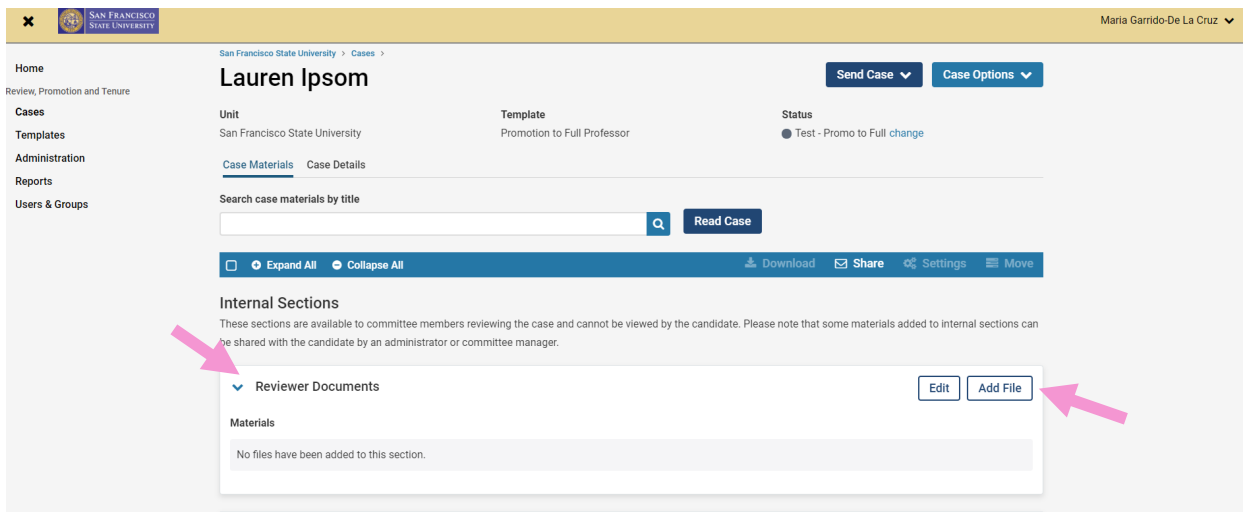 SAN FRANCISCO
STATE UNIVERSITY
Maria Garrido-De La Cruz
Home
Review, Promotion and Tenure
Cases
Templates
Administration
Reports
Users & Groups
San Francisco State University > Cases >
Lauren Ipsom
Send Case
Case Options
Unit
Template
Status
San Francisco State University
Promotion to Full Professor
Test - Promo to Full change
Case Materials
Case Details
Search case materials by title
Read Case
Expand All
Collapse All
Download
Share
Settings
Move
Internal Sections
These sections are available to committee members reviewing the case and cannot be viewed by the candidate. Please note that some materials added to internal sections can
be shared with the candidate by an administrator or committee manager.
Reviewer Documents
Edit
Add File
Materials
No files have been added to this section.